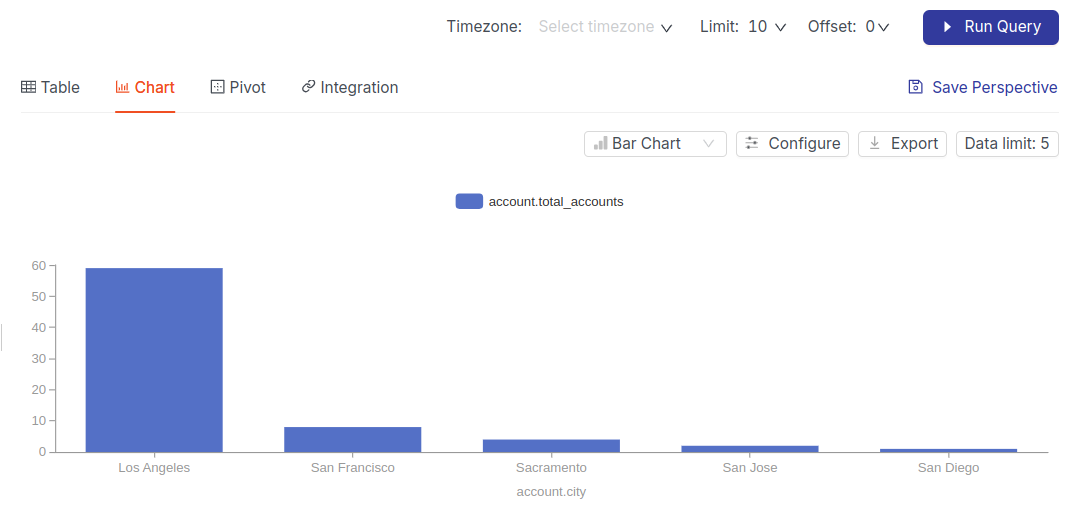 Timezone: Select timezone Limit: 10 Offset: 0 Run Query
Table Chart Pivot Integration Save Perspective
Bar Chart Configure Export Data limit: 5
account.total_accounts
60
50
40
30
20
10
0
Los Angeles San Francisco Sacramento San Jose San Diego
account.city